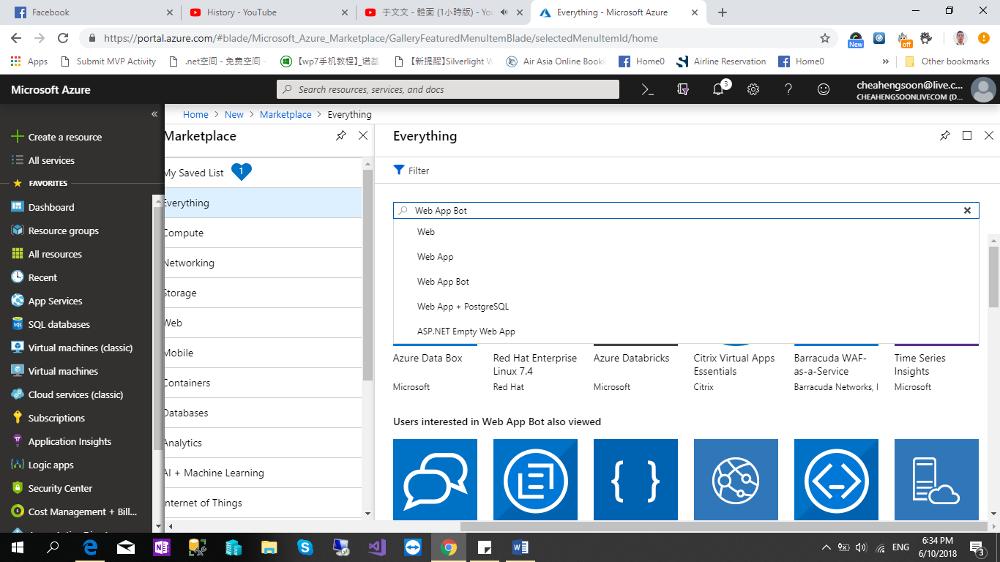 Facebook
History - YouTube
于文文 - 體面 (1小時版) - You
Everything - Microsoft Azure
https://portal.azure.com/#blade/Microsoft_Azure_Marketplace/GalleryFeaturedMenuItemBlade/selectedMenuItemId/home
New
off
Apps
Submit MVP Activity
.net空间 - 免费空间 -
【wp7手机教程】_诺基
【新提醒】Silverlight W
Air Asia Online Booki
Home0
Airline Reservation
Home0
»
Other bookmarks
Microsoft Azure
Search resources, services, and docs
3
cheahengsoon@live.c...
CHEAHENGSOONLIVECOM (D...
Home > New > Marketplace > Everything
Create a resource
All services
FAVORITES
Dashboard
Resource groups
All resources
Recent
App Services
SQL databases
Virtual machines (classic)
Virtual machines
Cloud services (classic)
Subscriptions
Application Insights
Logic apps
Security Center
Cost Management + Bill...
Marketplace
My Saved List 1
Everything
Compute
Networking
Storage
Web
Mobile
Containers
Databases
Analytics
AI + Machine Learning
Internet of Things
Everything
Filter
Web App Bot
Web
Web App
Web App Bot
Web App + PostgreSQL
ASP.NET Empty Web App
Azure Data Box
Microsoft
Red Hat Enterprise
Linux 7.4
Red Hat
Azure Databricks
Microsoft
Citrix Virtual Apps
Essentials
Citrix
Barracuda WAF-
as-a-Service
Barracuda Networks, I
Time Series
Insights
Microsoft
Users interested in Web App Bot also viewed
ENG
6:34 PM
6/10/2018
3